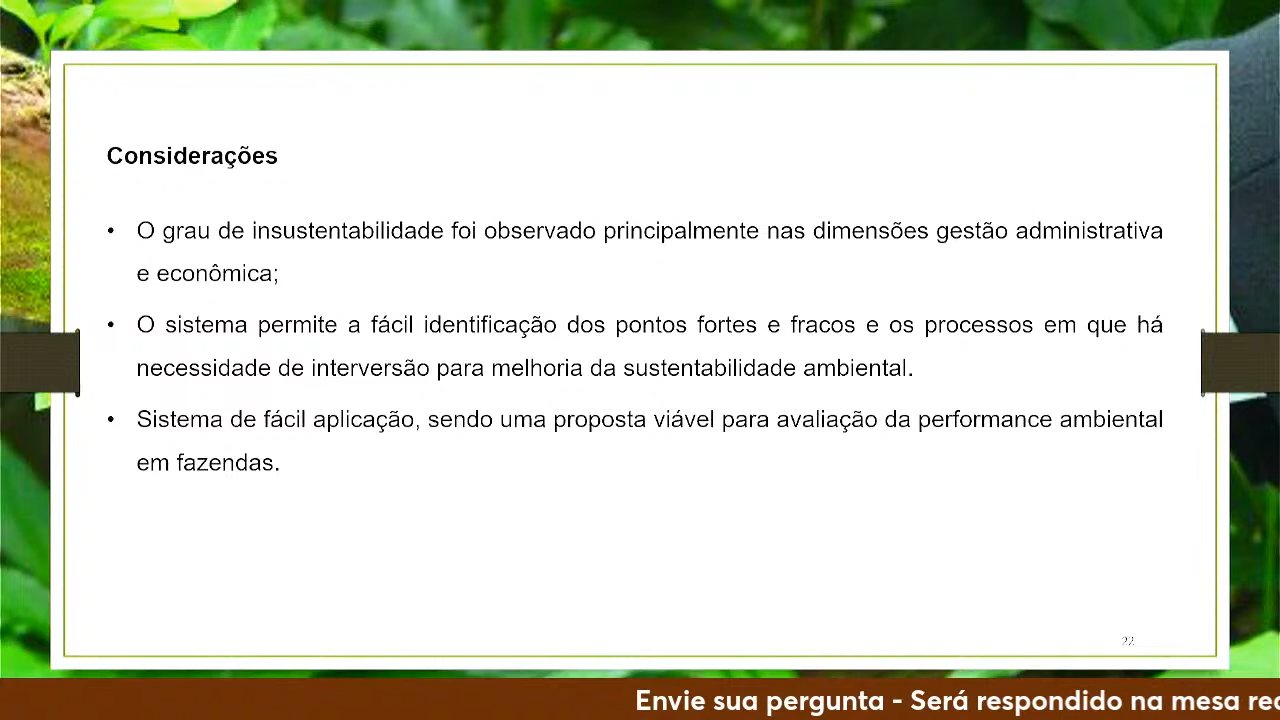 Considerações
• O grau de insustentabilidade foi observado principalmente nas dimensões gestão administrativa
e econômica;
• O sistema permite a fácil identificação dos pontos fortes e fracos e os processos em que há
necessidade de interversão para melhoria da sustentabilidade ambiental.
• Sistema de fácil aplicação, sendo uma proposta viável para avaliação da performance ambiental
em fazendas.
22
Envie sua pergunta - Será respondido na mesa